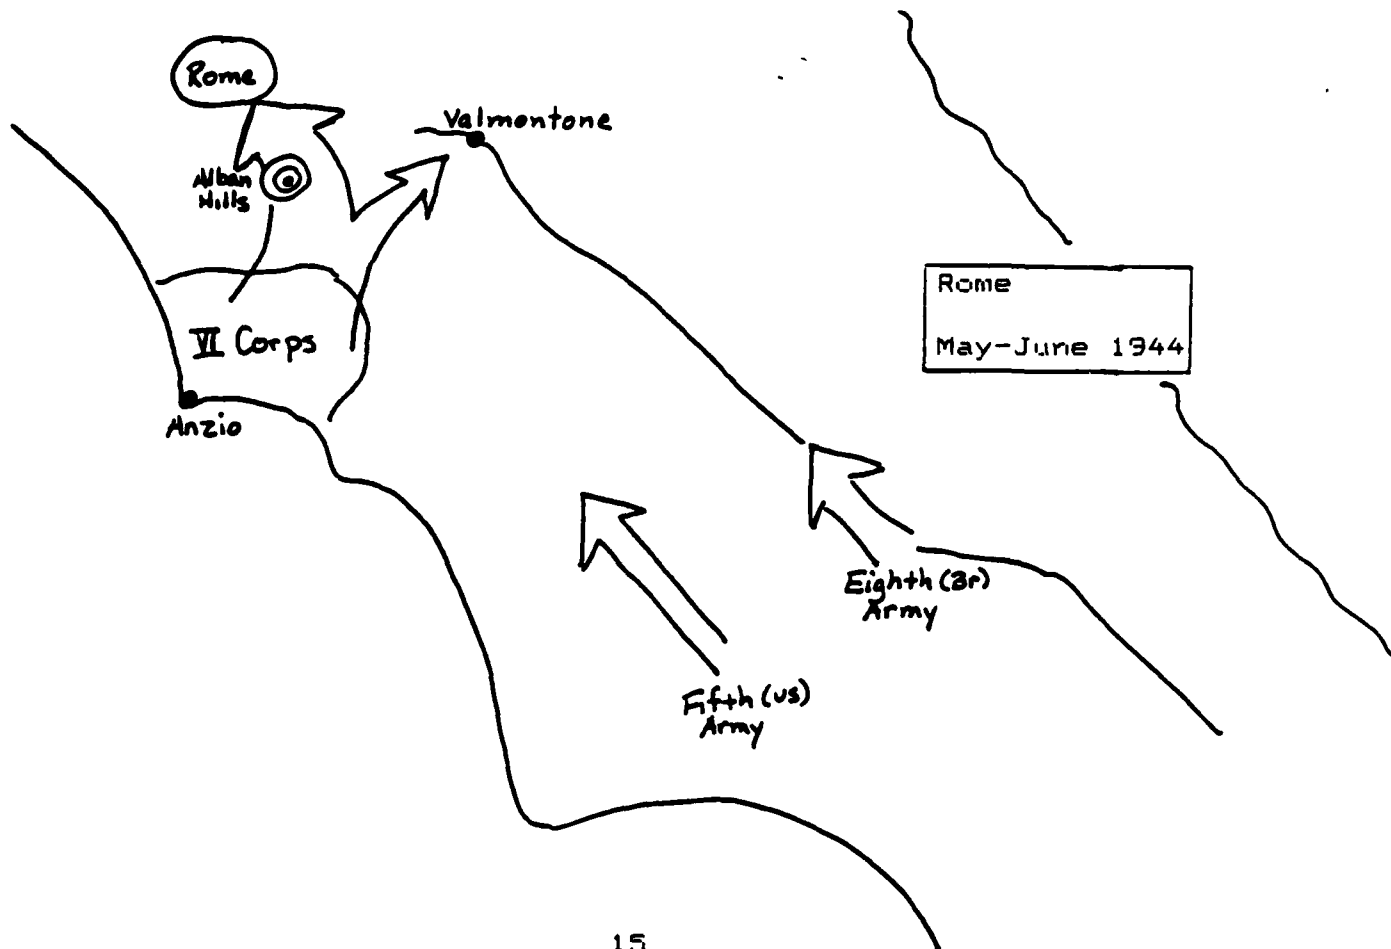 Rome
Valmontone
Alban
Hills
Rome
May-June 1944
VI Corps
Anzio
Eighth (Br)
Army
Fifth (US)
Army
15